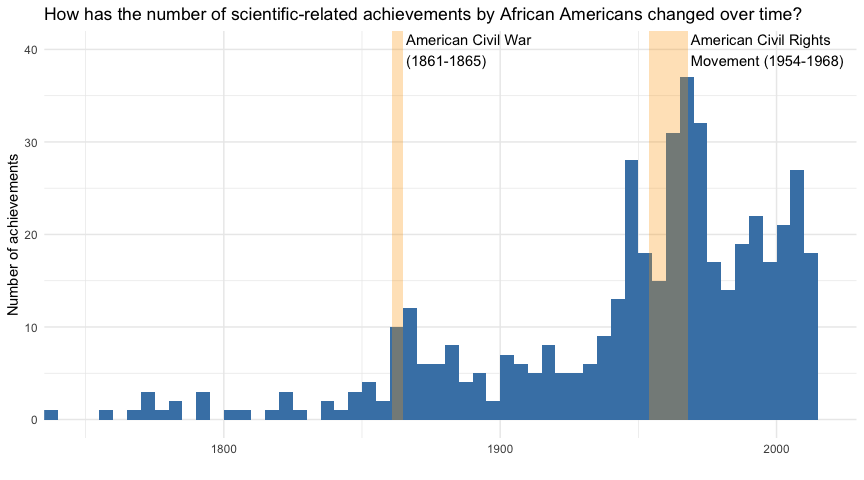 How has the number of scientific-related achievements by African Americans changed over time?
American Civil War
(1861-1865)
American Civil Rights
Movement (1954-1968)
Number of achievements
40
30
20
10
0
1800
1900
2000